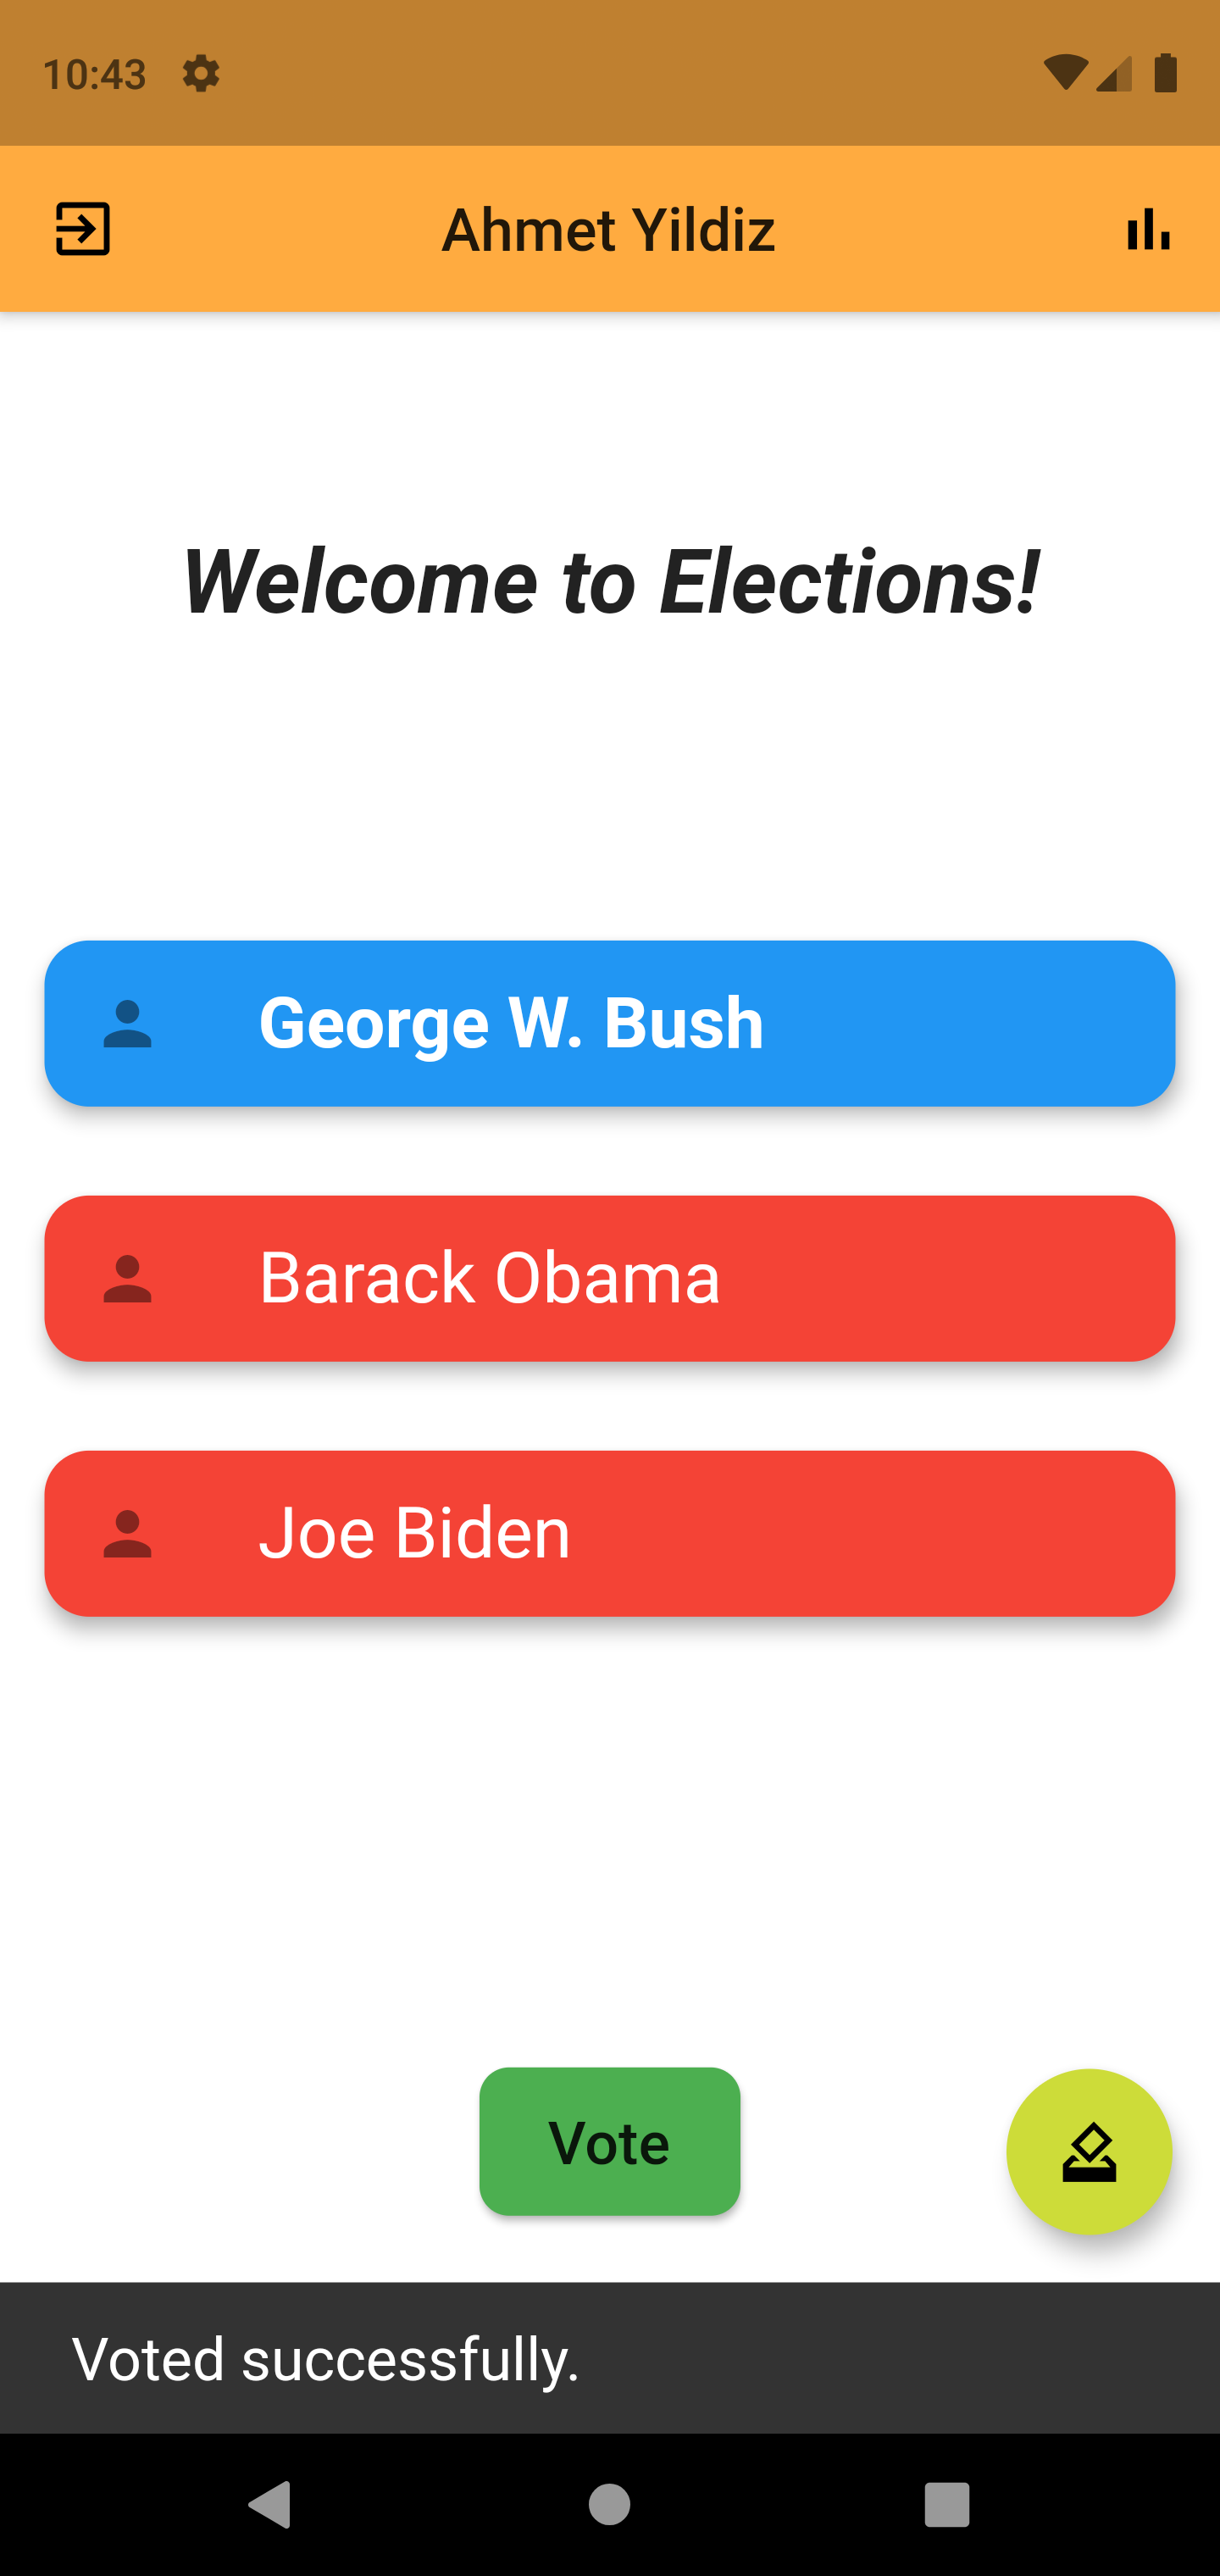 10:43
Ahmet Yildiz
Welcome to Elections!
George W. Bush
Barack Obama
Joe Biden
Vote
Voted successfully.